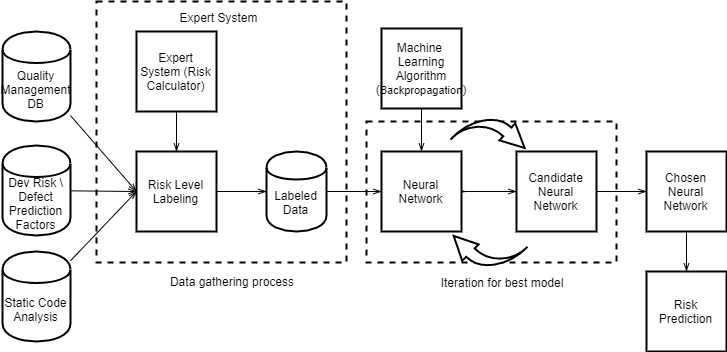 Expert System
Quality
Management
DB
Expert
System (Risk
Calculator)
Machine
Learning
Algorithm
(Backpropagation)
Dev Risk \
Defect
Prediction
Factors
Risk Level
Labeling
Labeled
Data
Neural
Network
Candidate
Neural
Network
Chosen
Neural
Network
Static Code
Analysis
Data gathering process
Iteration for best model
Risk
Prediction